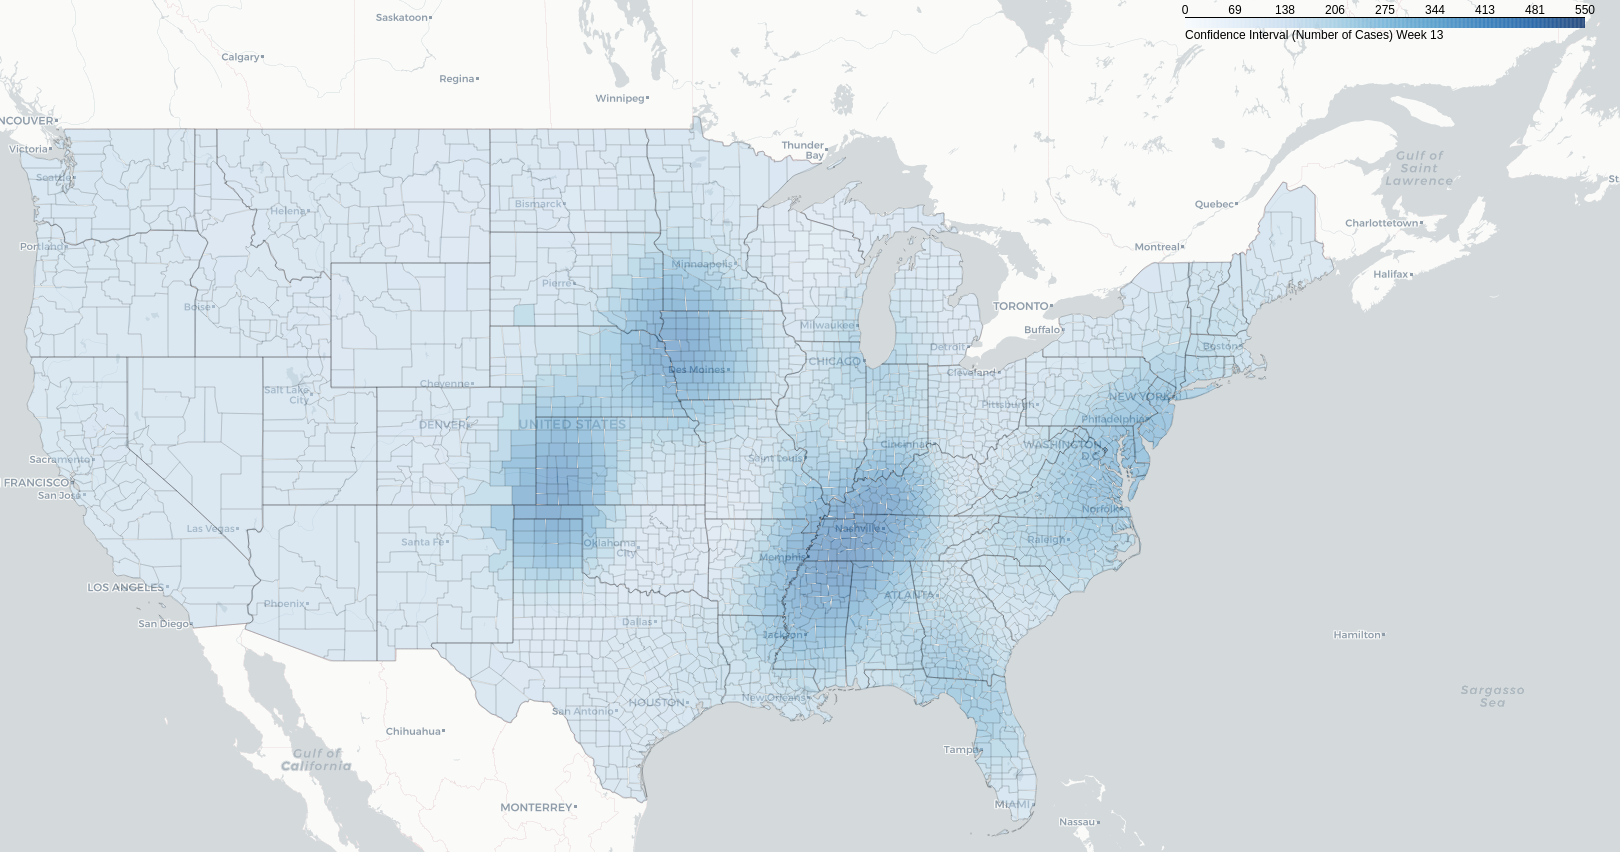 0 69 138 206 275 344 413 481 550
Confidence Interval (Number of Cases) Week 13
Saskatoon
Calgary
Regina
Winnipeg
NCOUVER
Victoria
Thunder
Bay
Gulf of
Saint
Lawrence
St
Seattle
Helena
Bismarck
Quebec
Charlottetown
Portland
Montreal
Minneapolis
Halifax
Pierre
Boise
TORONTO
Milwaukee
Buffalo
Detroit
Boston
CHICAGO
Des Moines
Cleveland
Cheyenne
Salt Lake
City
NEW YORK
Pittsburgh
Philadelphia
DENVER
UNITED STATES
Cincinnati
WASHINGTON
D.C.
Sacramento
Saint Louis
FRANCISCO
San Jose
Norfolk
Las Vegas
Nashville
Santa Fe
Oklahoma
City
Raleigh
Memphis
LOS ANGELES
ATLANTA
Phoenix
San Diego
Dallas
Jackson
Hamilton
Sargasso
Sea
New Orleans
HOUSTON
San Antonio
Chihuahua
Tampa
Gulf of
California
MONTERREY
MIAMI
Nassau